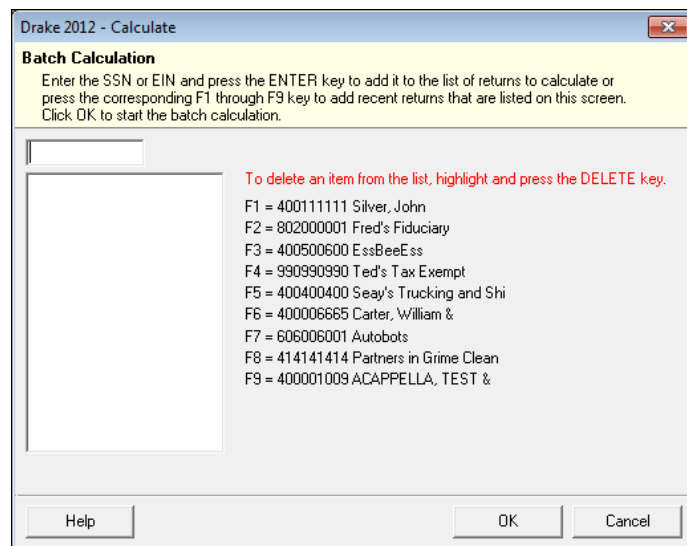 Drake 2012 - Calculate
Batch Calculation
Enter the SSN or EIN and press the ENTER key to add it to the list of returns to calculate or
press the corresponding F1 through F9 key to add recent returns that are listed on this screen.
Click OK to start the batch calculation.
To delete an item from the list, highlight and press the DELETE key.
F1 = 400111111 Silver, John
F2 = 802000001 Fred's Fiduciary
F3 = 400500600 EssBeeEss
F4 = 990990990 Ted's Tax Exempt
F5 = 400400400 Seay's Trucking and Shi
F6 = 400006665 Carter, William &
F7 = 606006001 Autobots
F8 = 414141414 Partners in Grime Clean
F9 = 400001009 ACAPPELLA, TEST &
Help
OK
Cancel